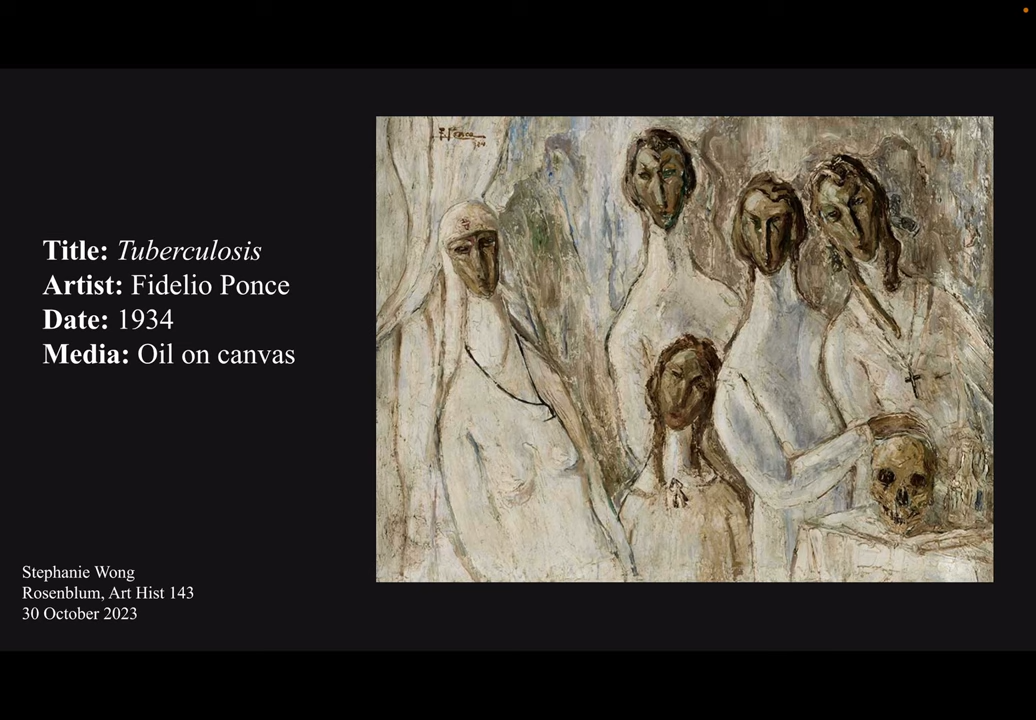 Title: Tuberculosis
Artist: Fidelio Ponce
Date: 1934
Media: Oil on canvas
Stephanie Wong
Rosenblum, Art Hist 143
30 October 2023